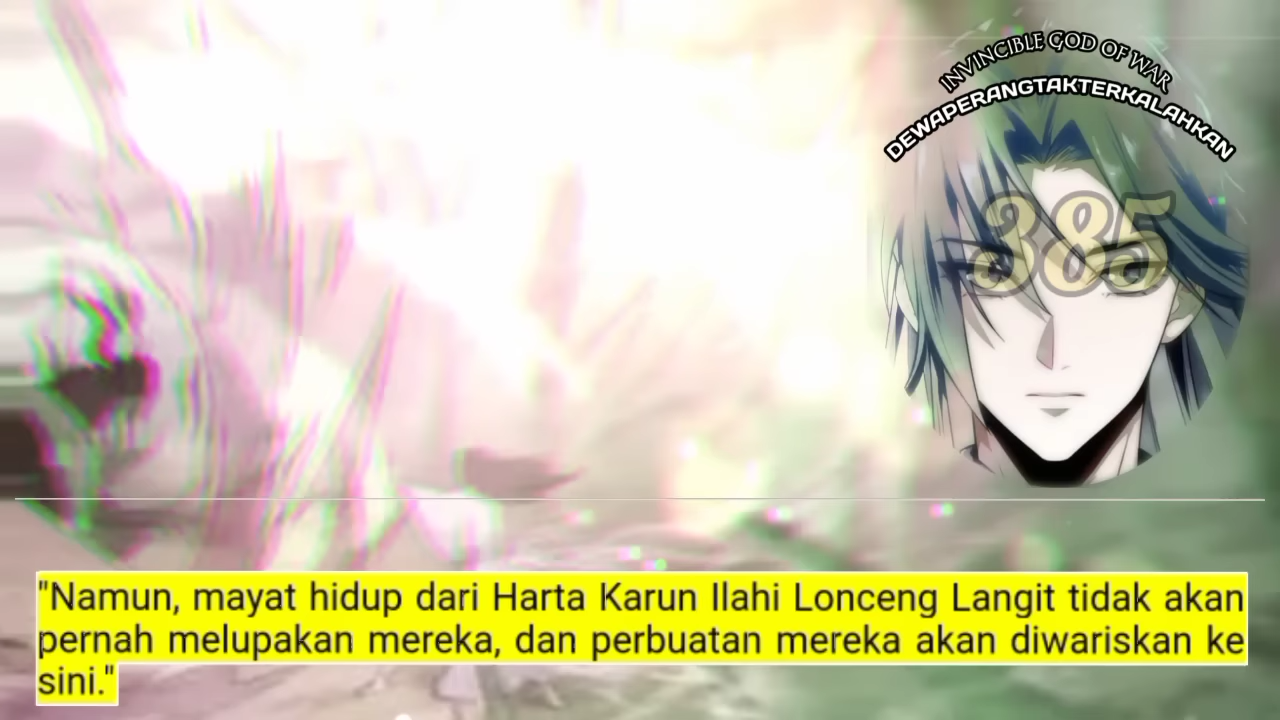 INVINCIBLE GOD OF WAR
DEWAPERANGTAKTERKALAHKAN
385
"Namun, mayat hidup dari Harta Karun Ilahi Lonceng Langit tidak akan
pernah melupakan mereka, dan perbuatan mereka akan diwariskan ke
sini."